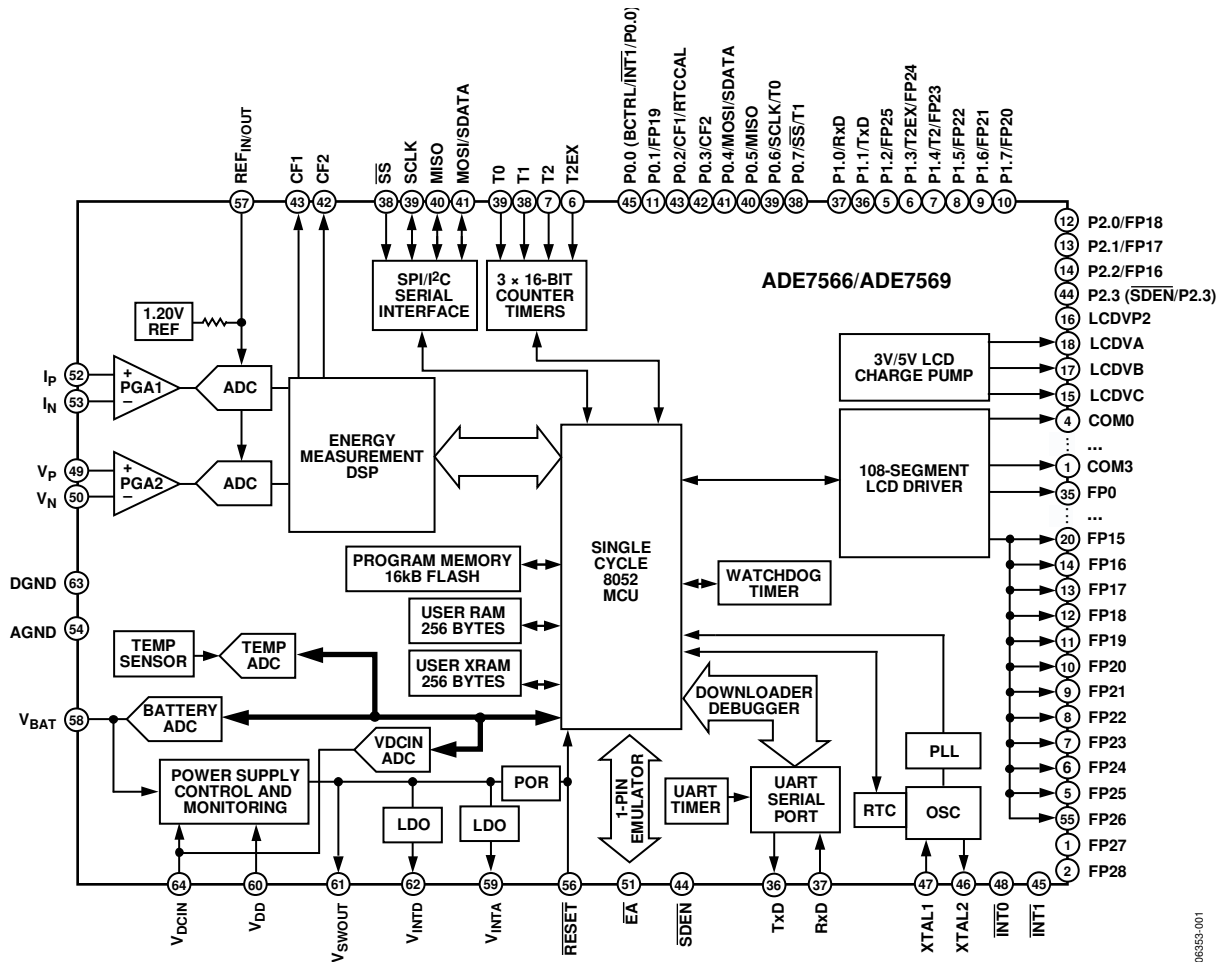 P0.0 (BCTRL/INT1/P0.0)
P0.1/FP19
P0.2/CF1/RTCCAL
P0.3/CF2
P0.4/MOSI/SDATA
P0.5/MISO
P0.6/SCLK/T0
P0.7/SS/T1
P1.0/RxD
P1.1/TxD
P1.2/FP25
P1.3/T2EX/FP24
P1.4/T2/FP23
P1.5/FP22
P1.6/FP21
P1.7/FP20
REFIN/OUT
CF1
CF2
SS
SCLK
MISO
MOSI/SDATA
T0
T1
T2
T2EX
57
43
42
38
39
40
41
39
38
7
6
45
11
43
42
41
40
39
38
37
36
5
6
7
8
9
10
12 P2.0/FP18
13 P2.1/FP17
14 P2.2/FP16
44 P2.3 (SDEN/P2.3)
16 LCDVP2
18 LCDVA
17 LCDVB
15 LCDVC
4 COM0
...
1 COM3
35 FP0
...
20 FP15
14 FP16
13 FP17
12 FP18
11 FP19
10 FP20
9 FP21
8 FP22
7 FP23
6 FP24
5 FP25
55 FP26
1 FP27
2 FP28
ADE7566/ADE7569
SPI/I2C
SERIAL
INTERFACE
3 × 16-BIT
COUNTER
TIMERS
1.20V
REF
3V/5V LCD
CHARGE PUMP
IP 52
IN 53
+
PGA1
–
ADC
VP 49
VN 50
+
PGA2
–
ADC
ENERGY
MEASUREMENT
DSP
108-SEGMENT
LCD DRIVER
SINGLE
CYCLE
8052
MCU
PROGRAM MEMORY
16kB FLASH
WATCHDOG
TIMER
DGND 63
AGND 54
USER RAM
256 BYTES
USER XRAM
256 BYTES
TEMP
SENSOR
TEMP
ADC
VBAT 58
BATTERY
ADC
VDCIN
ADC
DOWNLOADER
DEBUGGER
POWER SUPPLY
CONTROL AND
MONITORING
POR
LDO
LDO
1-PIN
EMULATOR
UART
TIMER
UART
SERIAL
PORT
PLL
RTC
OSC
64
60
61
62
59
56
51
44
36
37
47
46
48
45
VDCIN
VDD
VSWOUT
VINTD
VINTA
RESET
EA
SDEN
TxD
RxD
XTAL1
XTAL2
INT0
INT1
06353-001